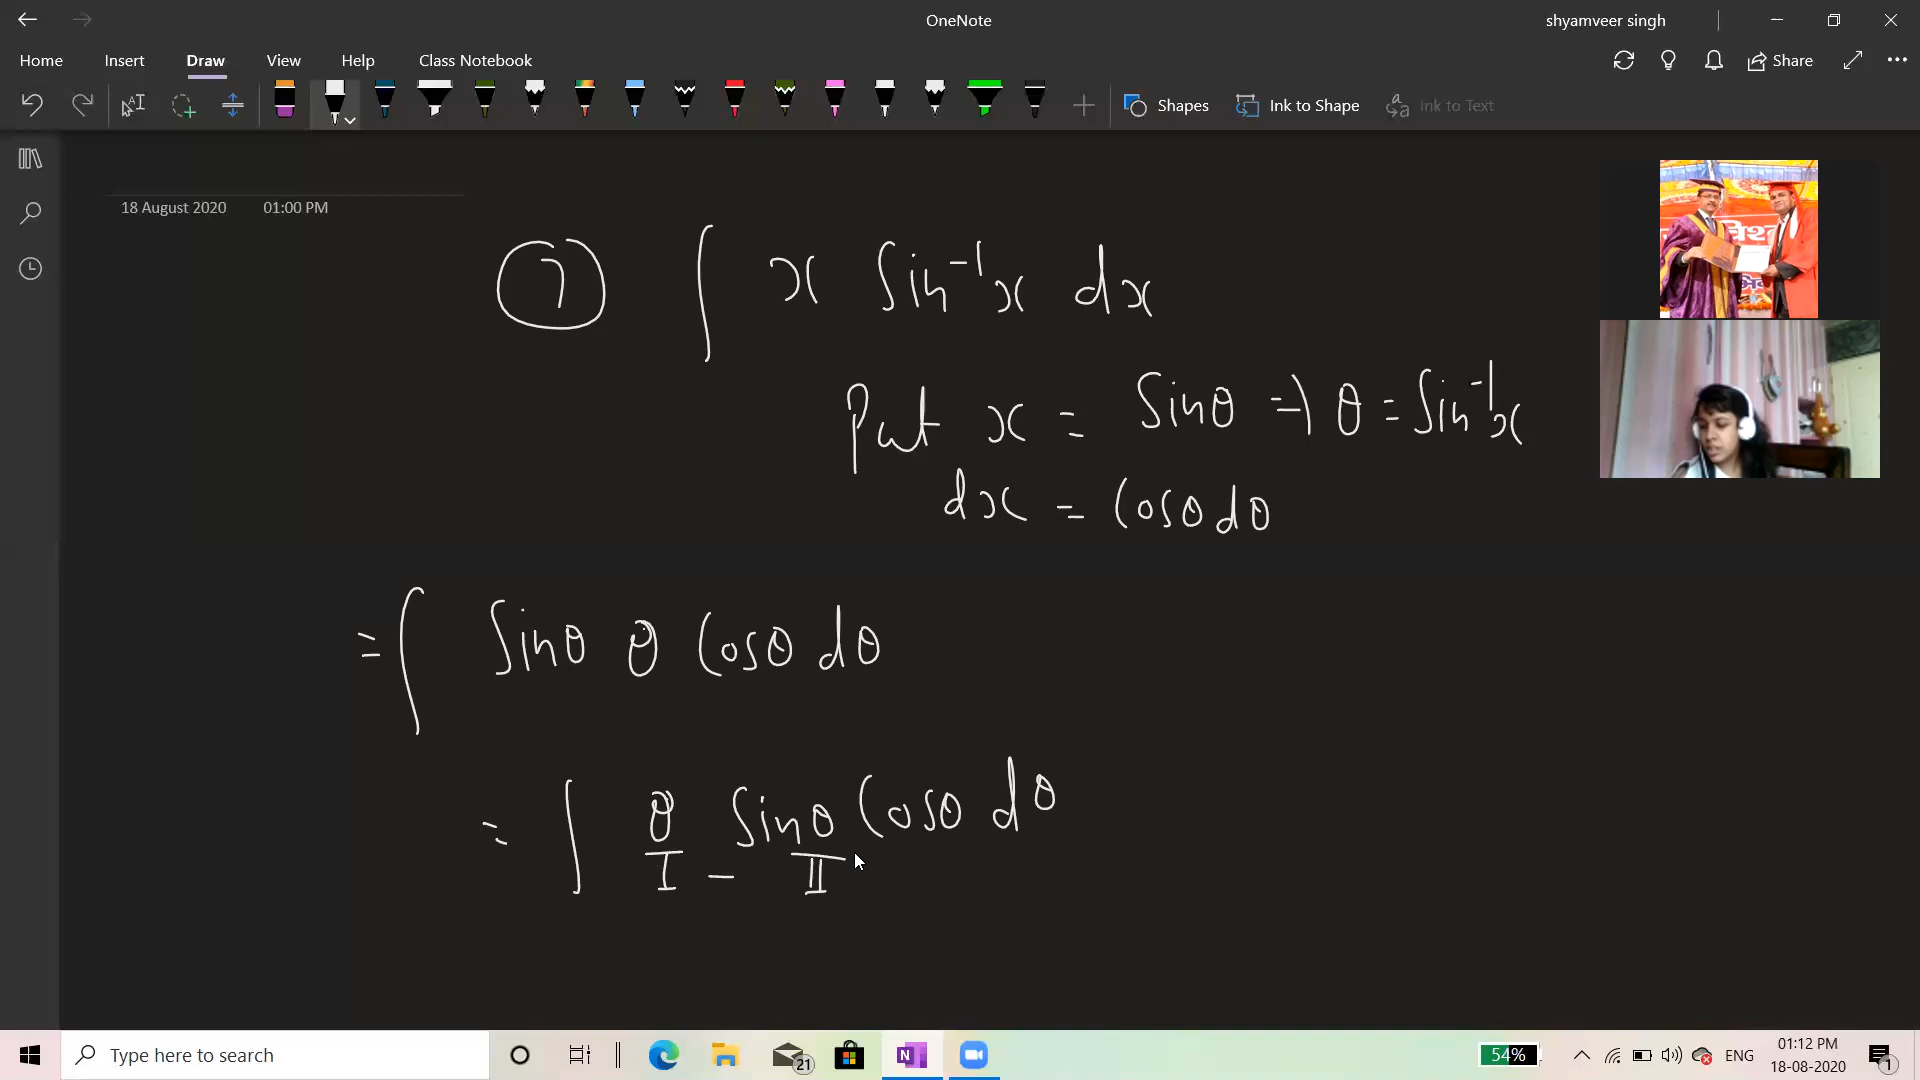 OneNote
shyamveer singh
Home Insert Draw View Help Class Notebook
Share
Shapes Ink to Shape Ink to Text
18 August 2020 01:00 PM
7 ∫ x Sin⁻¹x dx
Put x = Sinθ ⇒ θ = Sin⁻¹x
dx = Cosθ dθ
= ∫ Sinθ θ Cosθ dθ
= ∫ θ Sinθ Cosθ dθ
I - II
Type here to search
21
54%
ENG
01:12 PM
18-08-2020
1